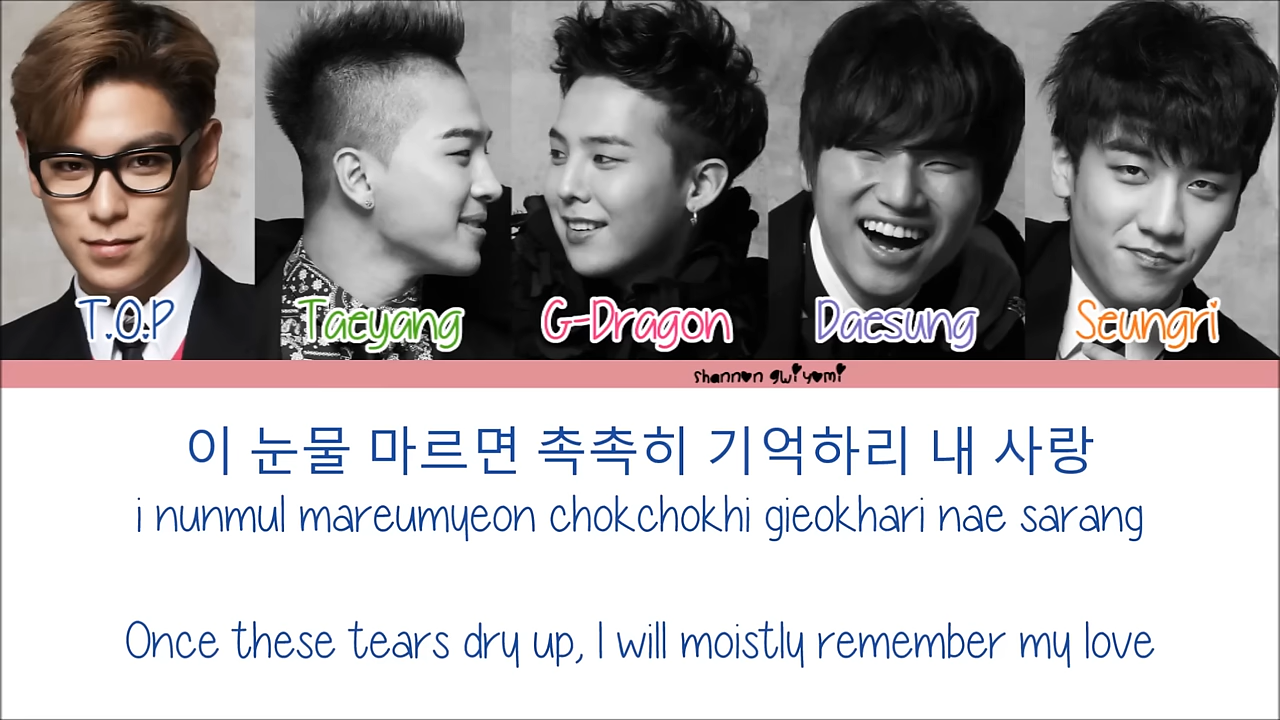 T.O.P
Taeyang
G-Dragon
Daesung
Seungri
shannon gwiyomi
이 눈물 마르면 촉촉히 기억하리 내 사랑
i nunmul mareumyeon chokchokhi gieokhari nae sarang
Once these tears dry up, I will moistly remember my love